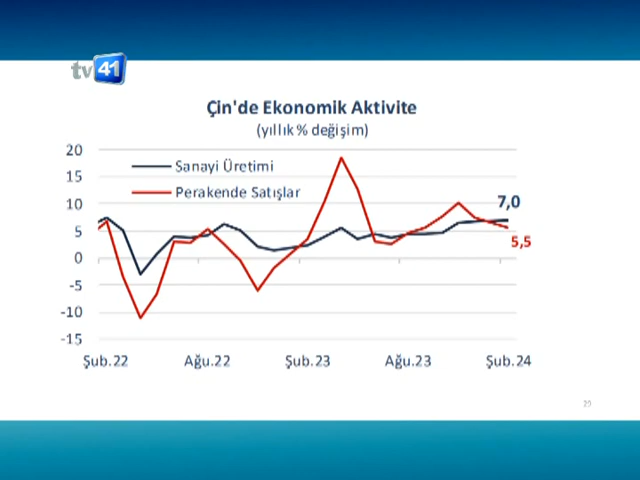 tv41
Çin'de Ekonomik Aktivite
(yıllık % değişim)
20
15
10
5
0
-5
-10
-15
Sanayi Üretimi
Perakende Satışlar
7,0
5,5
Şub.22 Ağu.22 Şub.23 Ağu.23 Şub.24